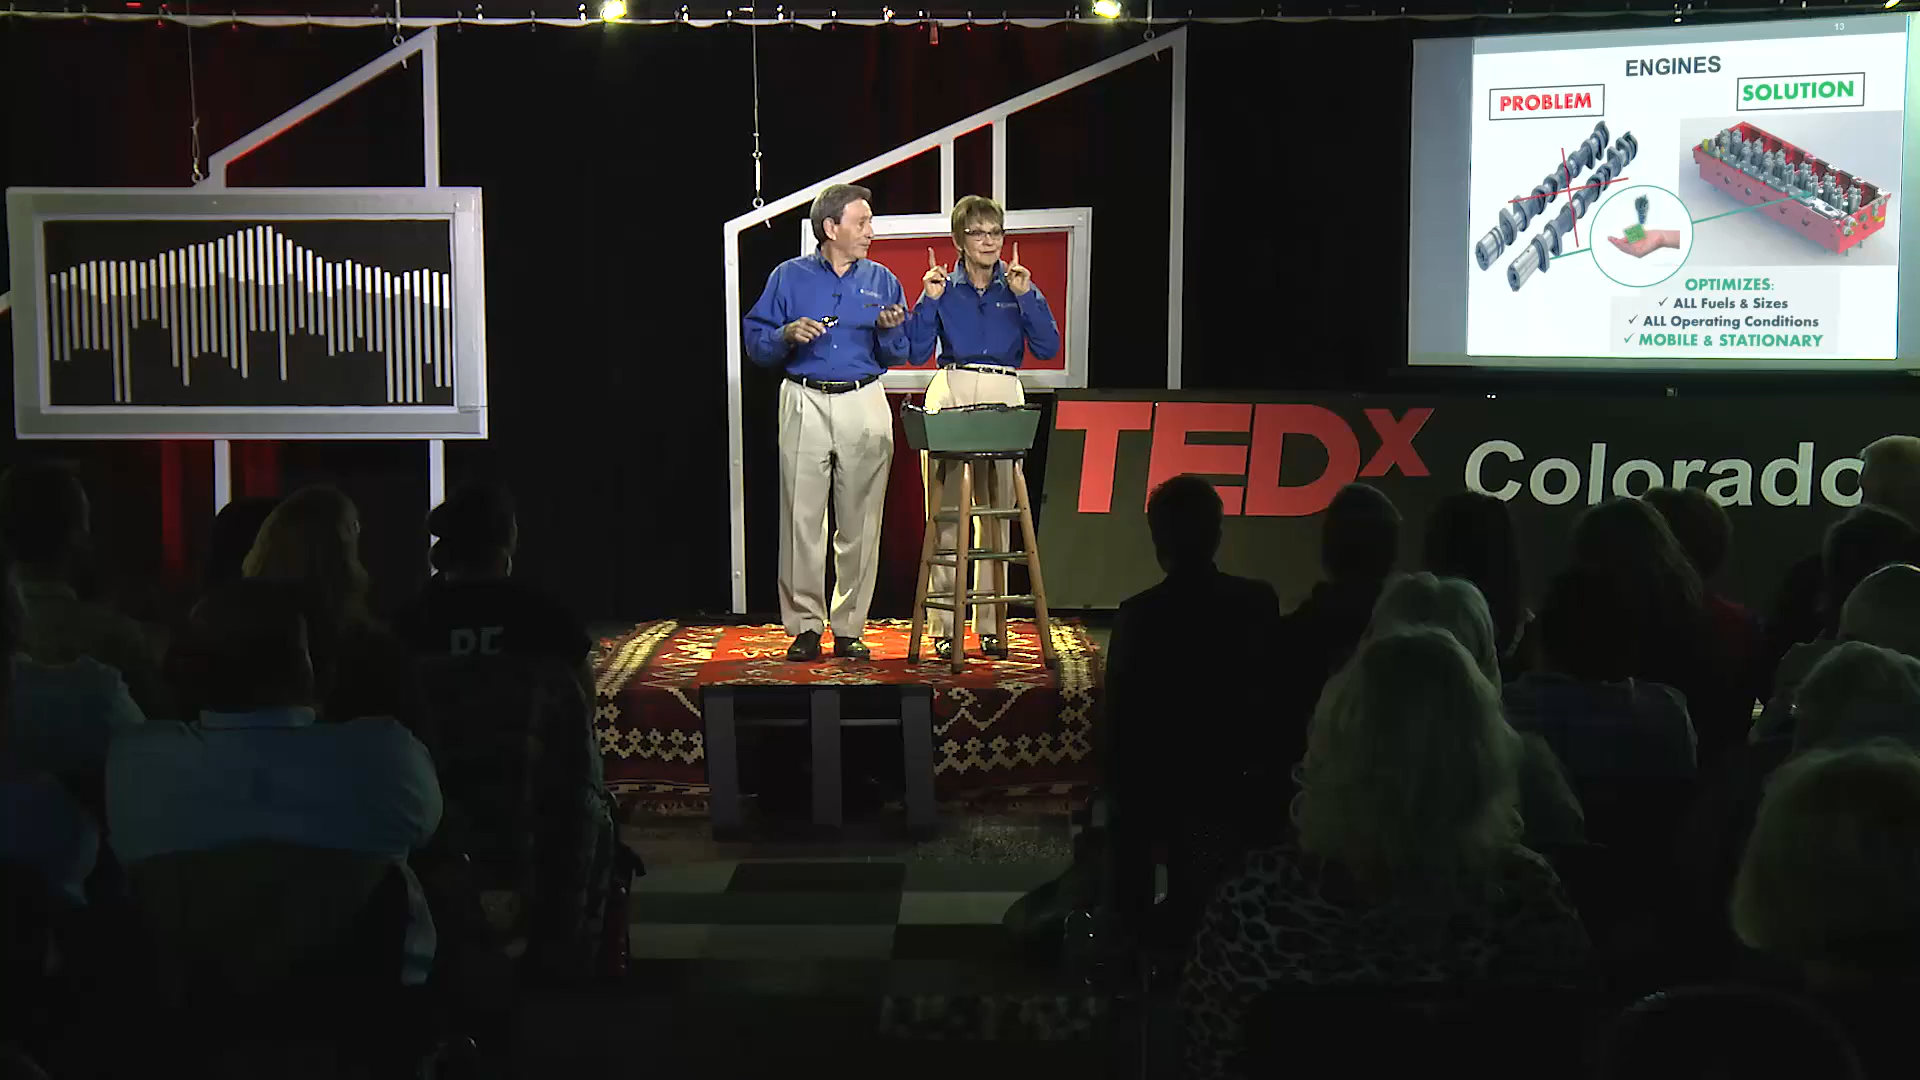 13
ENGINES
PROBLEM
SOLUTION
OPTIMIZES:
✓ ALL Fuels & Sizes
✓ ALL Operating Conditions
✓ MOBILE & STATIONARY
TEDx Colorado